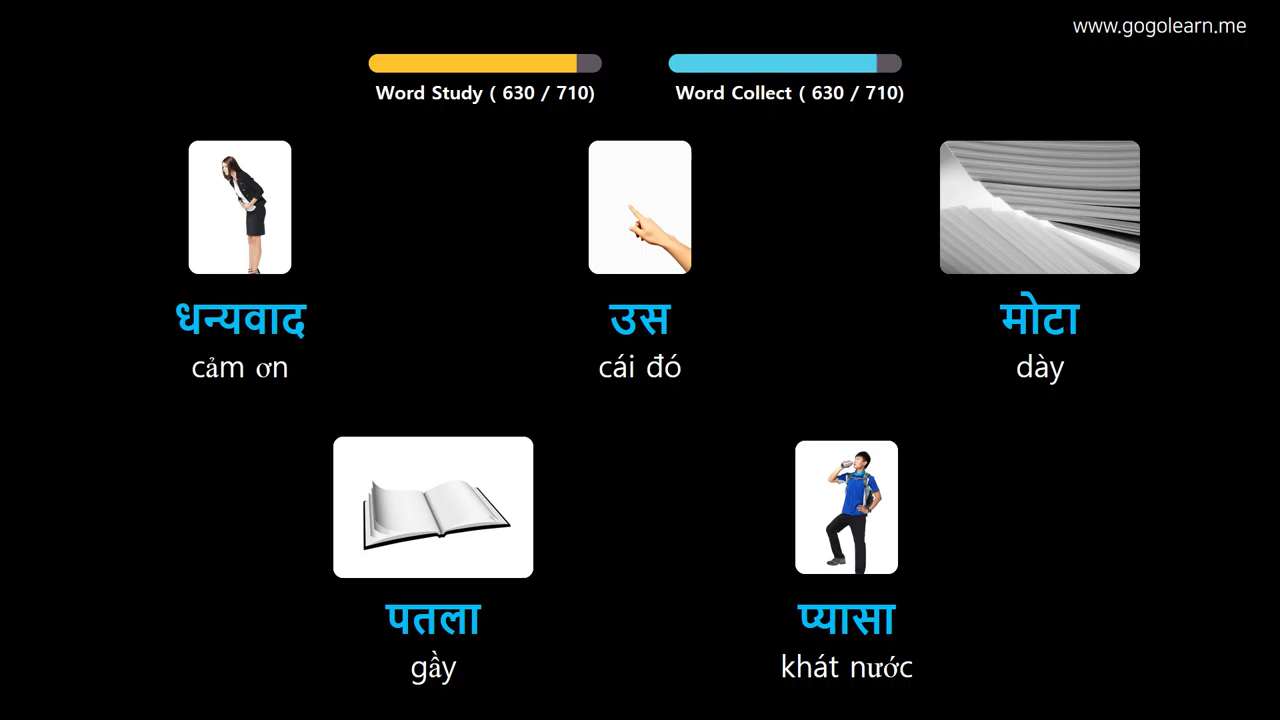 www.gogolearn.me
Word Study ( 630 / 710)
Word Collect ( 630 / 710)
धन्यवाद
cảm ơn
उस
cái đó
मोटा
dày
पतला
gầy
प्यासा
khát nước